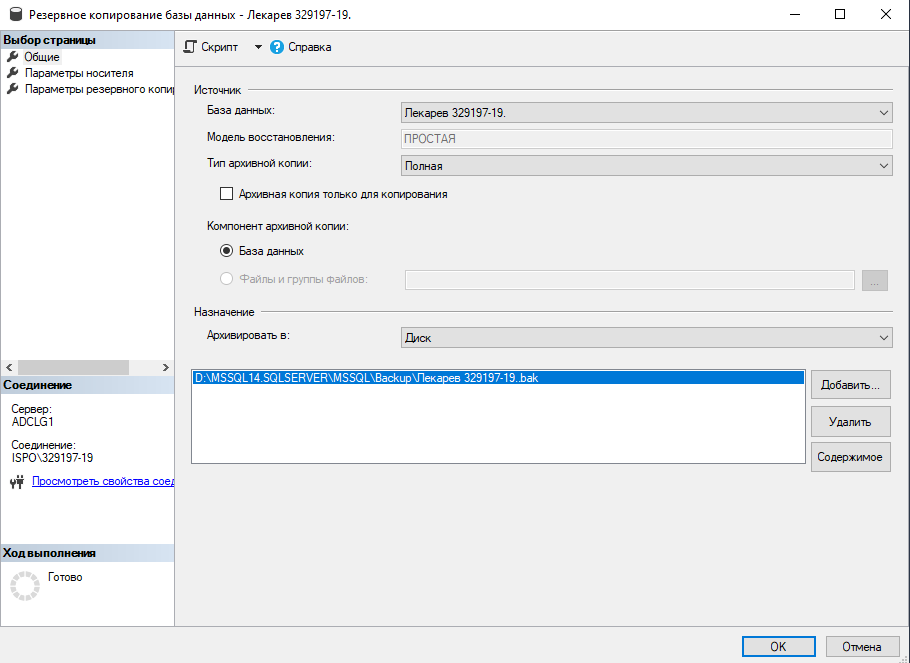 Резервное копирование базы данных - Лекарев 329197-19.
Выбор страницы
Общие
Параметры носителя
Параметры резервного копир
Скрипт
Справка
Источник
База данных:
Лекарев 329197-19.
Модель восстановления:
ПРОСТАЯ
Тип архивной копии:
Полная
Архивная копия только для копирования
Компонент архивной копии:
База данных
Файлы и группы файлов:
...
Назначение
Архивировать в:
Диск
D:\MSSQL14.SQLSERVER\MSSQL\Backup\Лекарев 329197-19..bak
Добавить...
Удалить
Содержимое
Соединение
Сервер:
ADCLG1
Соединение:
ISPO\329197-19
Просмотреть свойства соед
Ход выполнения
Готово
OK
Отмена